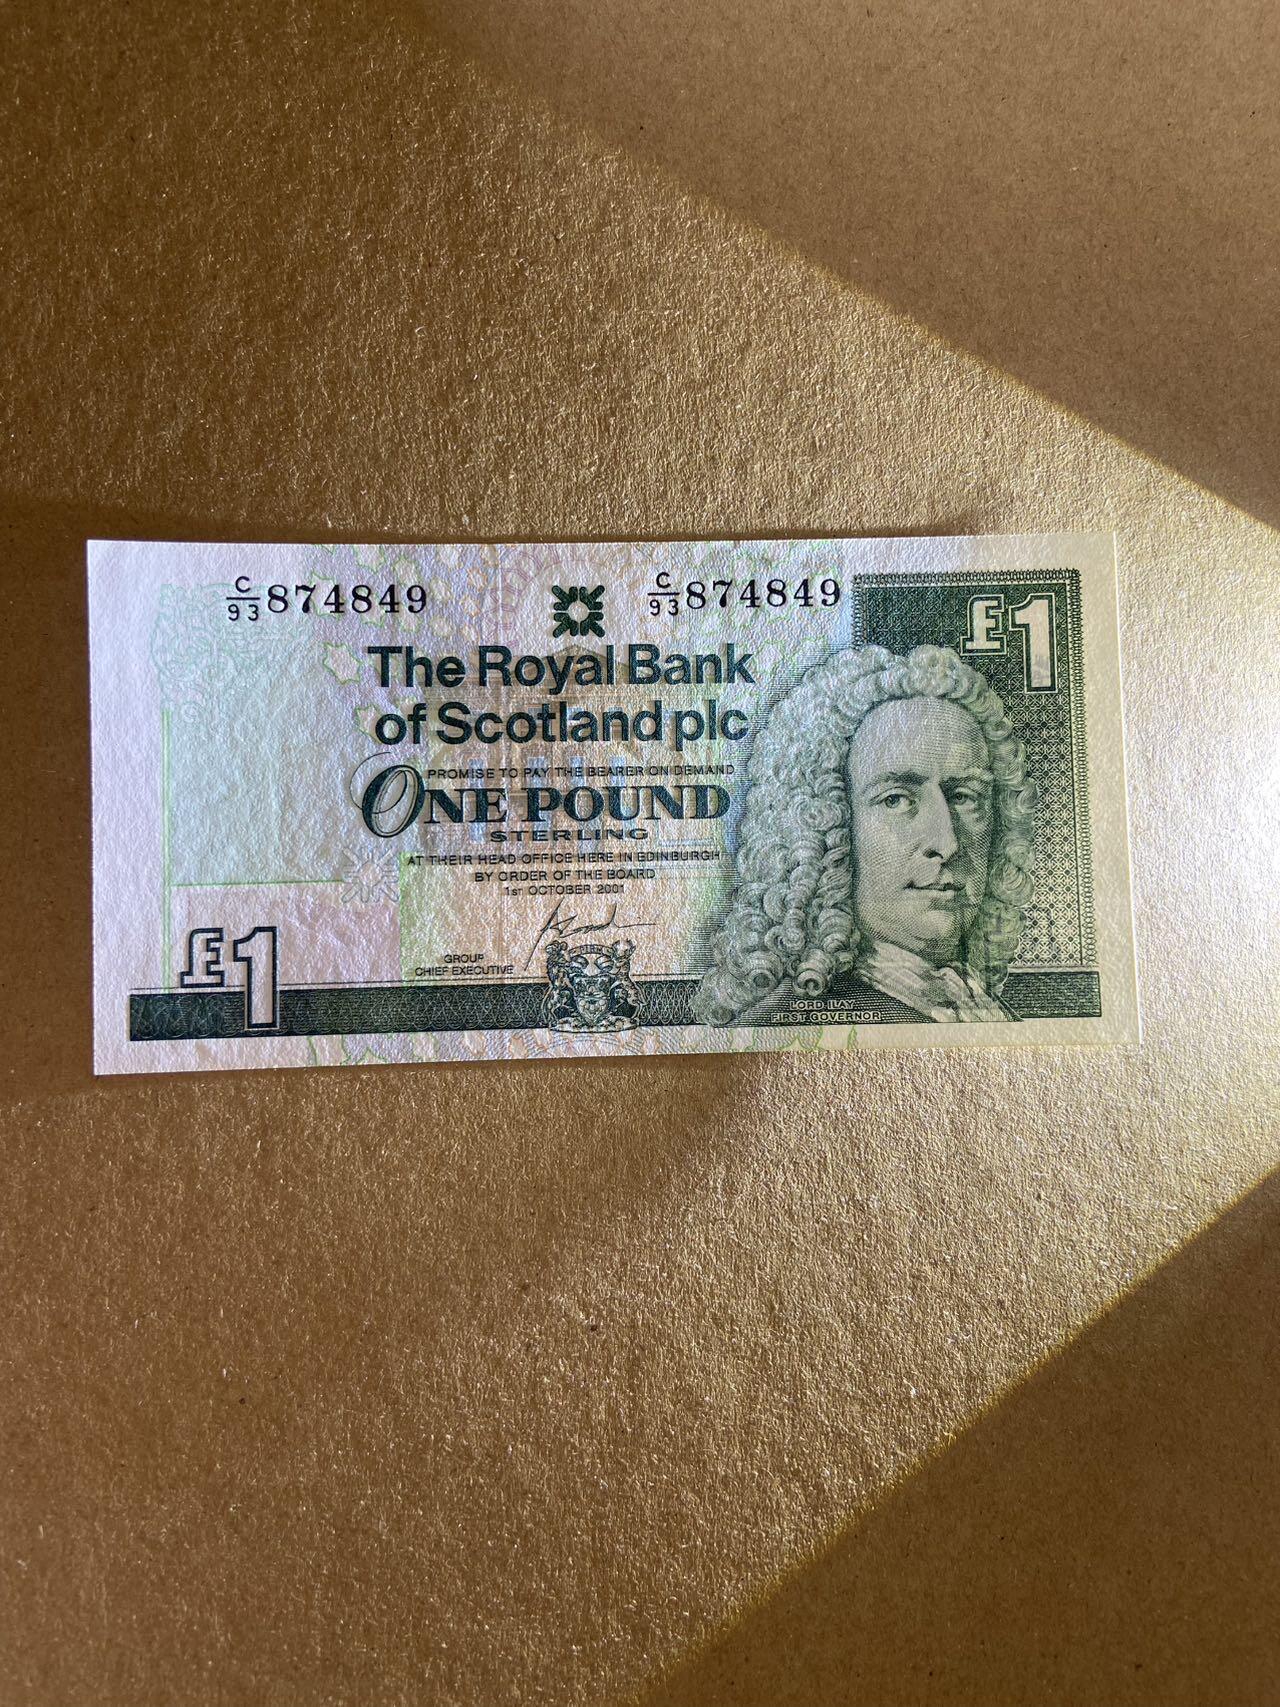 C/93 874849
C/93 874849
£1
The Royal Bank
of Scotland plc
PROMISE TO PAY THE BEARER ON DEMAND
ONE POUND
STERLING
AT THEIR HEAD OFFICE HERE IN EDINBURGH
BY ORDER OF THE BOARD
1ST OCTOBER 2001
GROUP
CHIEF EXECUTIVE
£1
LORD ILAY
FIRST GOVERNOR